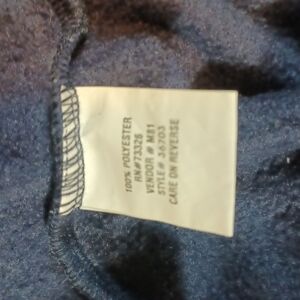 100% POLYESTER
RN#73328
VENDOR # M81
STYLE# 36703
CARE ON REVERSE